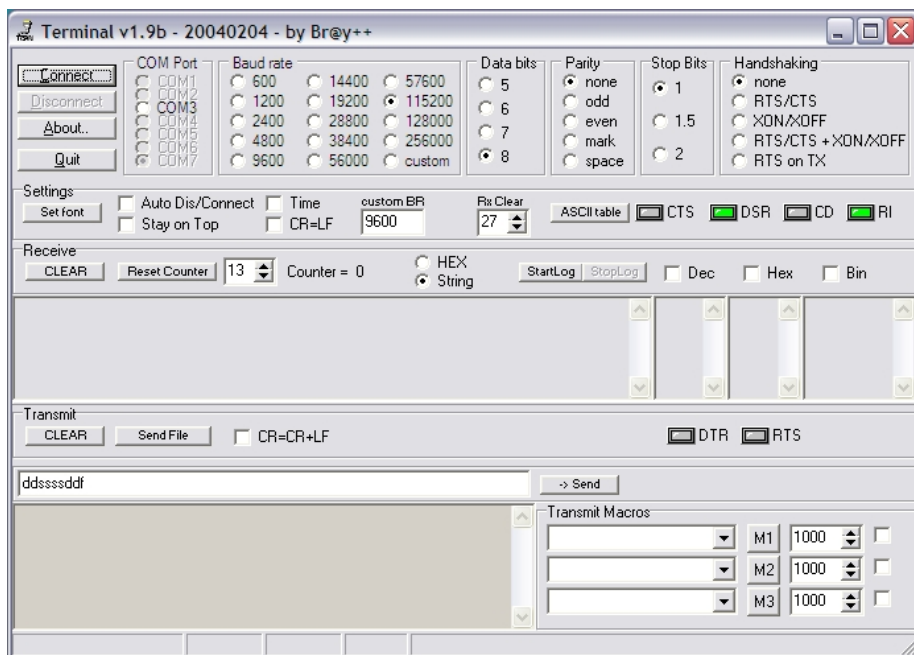 Terminal v1.9b - 20040204 - by Br@y++
Connect
Disconnect
About..
Quit
COM Port
COM1
COM2
COM3
COM4
COM5
COM6
COM7
Baud rate
600
1200
2400
4800
9600
14400
19200
28800
38400
56000
57600
115200
128000
256000
custom
Data bits
5
6
7
8
Parity
none
odd
even
mark
space
Stop Bits
1
1.5
2
Handshaking
none
RTS/CTS
XON/XOFF
RTS/CTS + XON/XOFF
RTS on TX
Settings
Set font
Auto Dis/Connect
Stay on Top
Time
CR=LF
custom BR
9600
Rx Clear
27
ASCII table
CTS
DSR
CD
RI
Receive
CLEAR
Reset Counter
13
Counter = 0
HEX
String
StartLog
StopLog
Dec
Hex
Bin
Transmit
CLEAR
Send File
CR=CR+LF
DTR
RTS
ddssssddf
-> Send
Transmit Macros
M1 1000
M2 1000
M3 1000